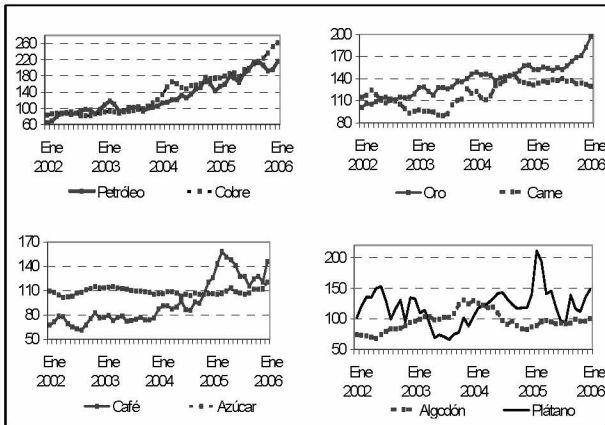 260
220
180
140
100
60
Ene Ene Ene Ene Ene
2002 2003 2004 2005 2006
Petróleo Cobre
200
170
140
110
80
Ene Ene Ene Ene Ene
2002 2003 2004 2005 2006
Oro Carne
170
140
110
80
50
Ene Ene Ene Ene Ene
2002 2003 2004 2005 2006
Café Azúcar
200
150
100
50
Ene Ene Ene Ene Ene
2002 2003 2004 2005 2006
Algodón Plátano